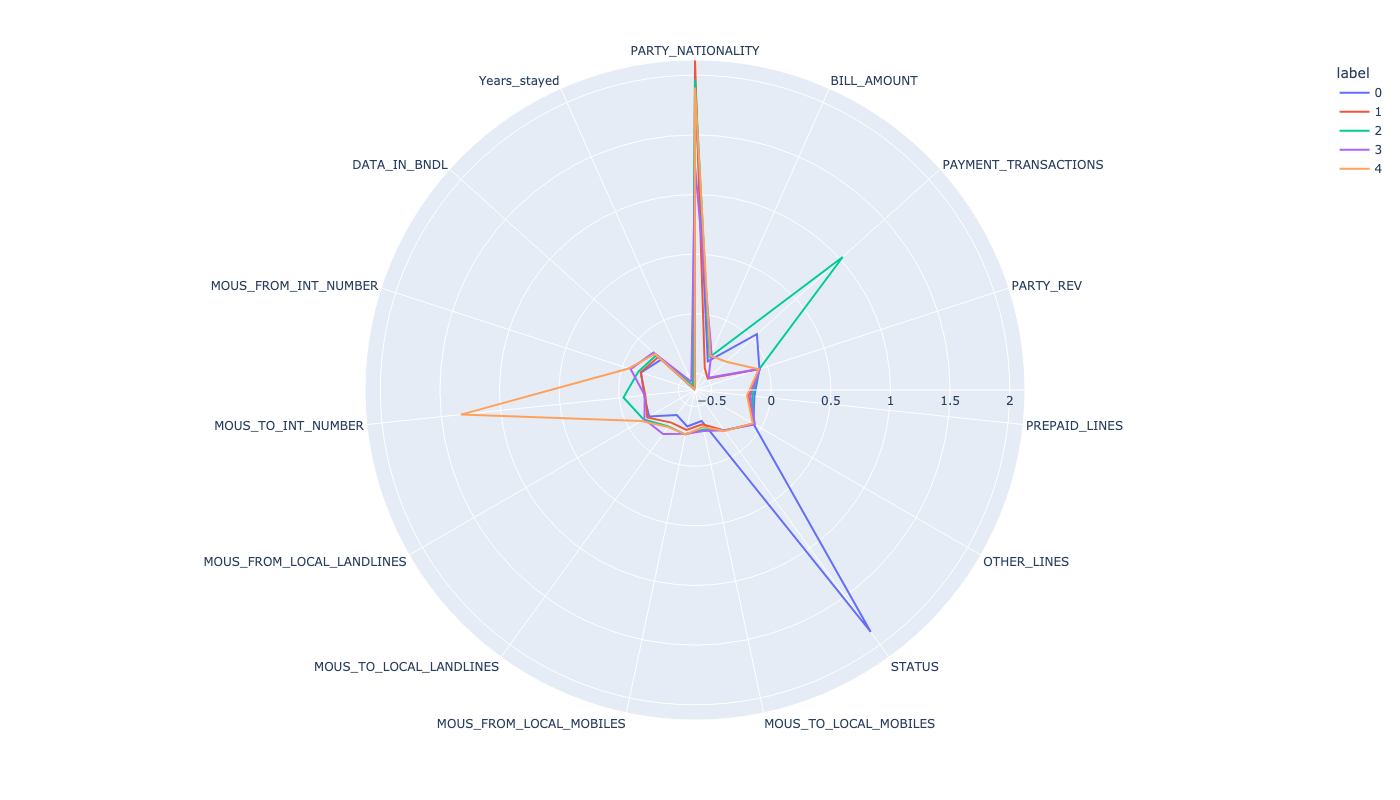 PARTY_NATIONALITY
Years_stayed
BILL_AMOUNT
label
0
1
2
3
4
DATA_IN_BNDL
PAYMENT_TRANSACTIONS
MOUS_FROM_INT_NUMBER
PARTY_REV
−0.5
0
0.5
1
1.5
2
MOUS_TO_INT_NUMBER
PREPAID_LINES
MOUS_FROM_LOCAL_LANDLINES
OTHER_LINES
MOUS_TO_LOCAL_LANDLINES
STATUS
MOUS_FROM_LOCAL_MOBILES
MOUS_TO_LOCAL_MOBILES